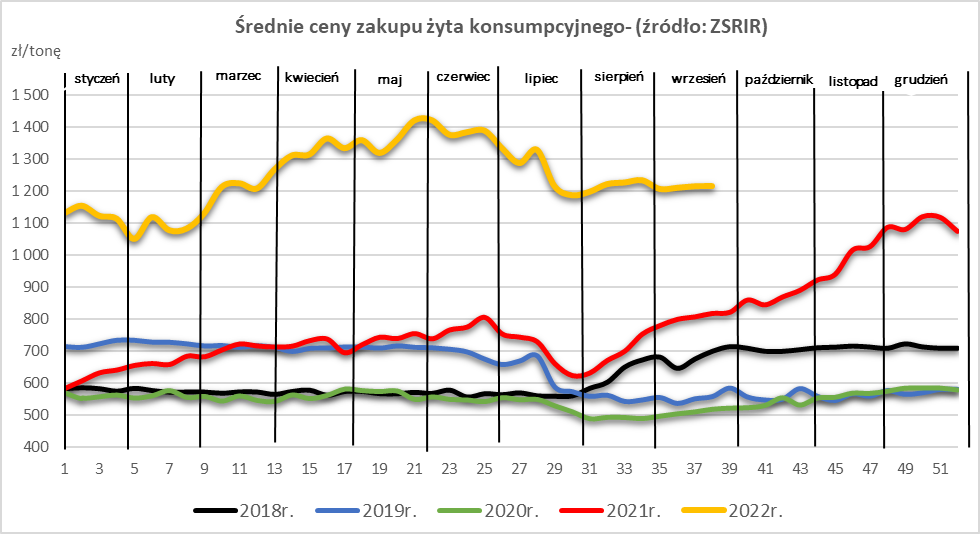 Średnie ceny zakupu żyta konsumpcyjnego- (źródło: ZSRIR)
zł/tonę
styczeń luty marzec kwiecień maj czerwiec lipiec sierpień wrzesień październik listopad grudzień
1 500
1 400
1 300
1 200
1 100
1 000
900
800
700
600
500
400
1 3 5 7 9 11 13 15 17 19 21 23 25 27 29 31 33 35 37 39 41 43 45 47 49 51
2018r. 2019r. 2020r. 2021r. 2022r.